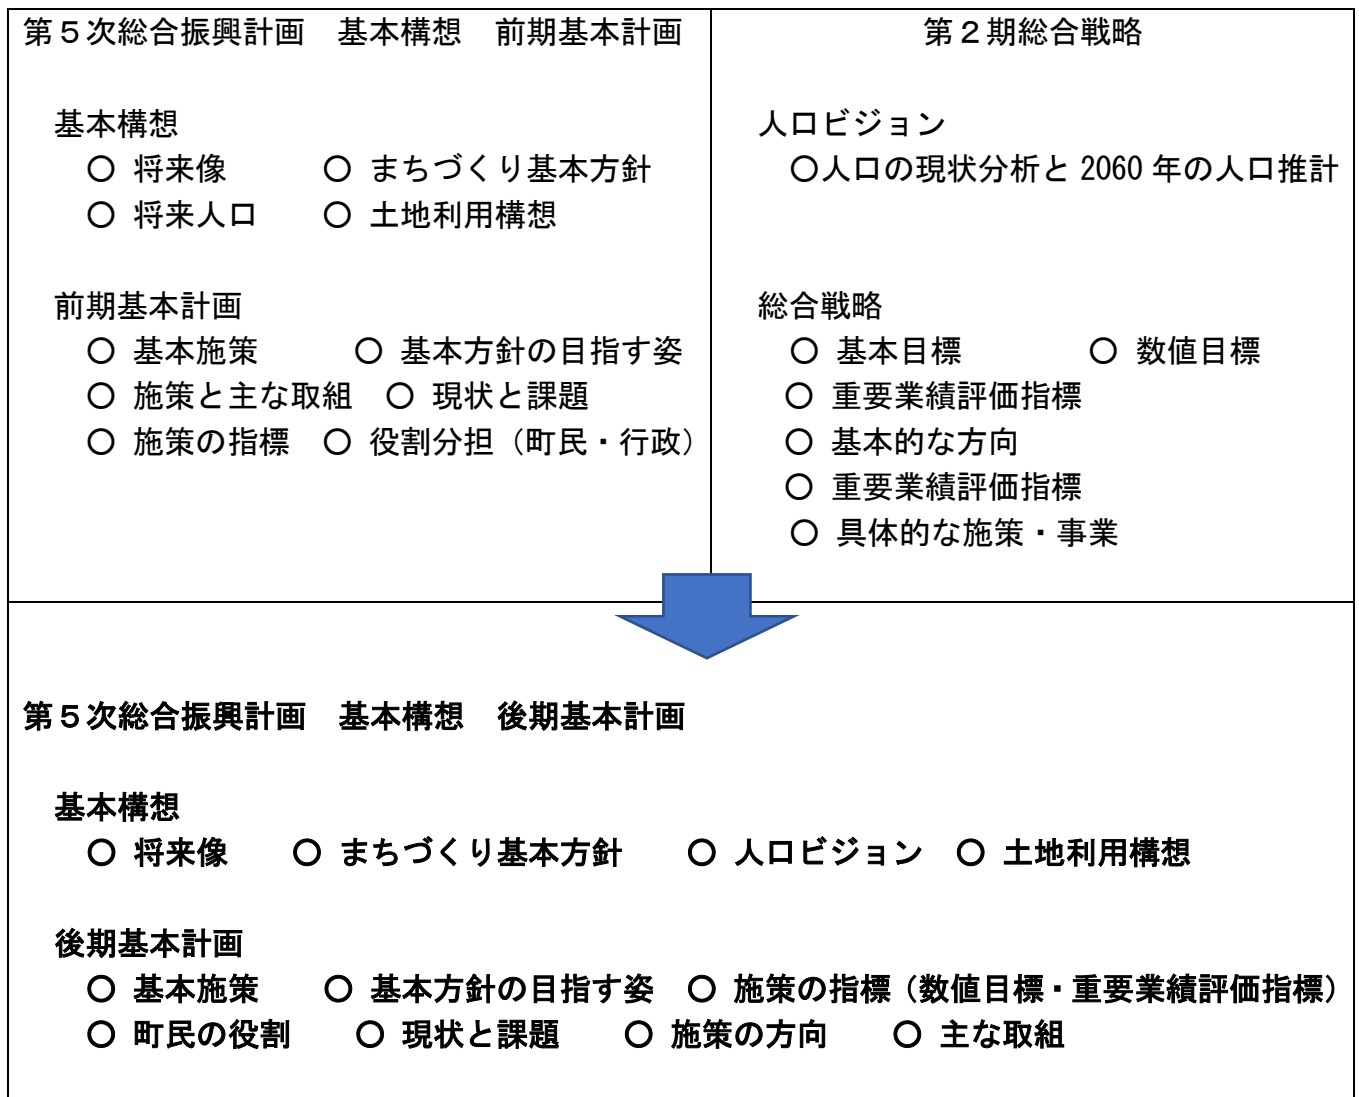 第５次総合振興計画　基本構想　前期基本計画
基本構想
○ 将来像　○ まちづくり基本方針
○ 将来人口　○ 土地利用構想
前期基本計画
○ 基本施策　○ 基本方針の目指す姿
○ 施策と主な取組　○ 現状と課題
○ 施策の指標　○ 役割分担（町民・行政）
第２期総合戦略
人口ビジョン
○人口の現状分析と 2060 年の人口推計
総合戦略
○ 基本目標　○ 数値目標
○ 重要業績評価指標
○ 基本的な方向
○ 重要業績評価指標
○ 具体的な施策・事業
第５次総合振興計画　基本構想　後期基本計画
基本構想
○ 将来像　○ まちづくり基本方針　○ 人口ビジョン　○ 土地利用構想
後期基本計画
○ 基本施策　○ 基本方針の目指す姿　○ 施策の指標（数値目標・重要業績評価指標）
○ 町民の役割　○ 現状と課題　○ 施策の方向　○ 主な取組